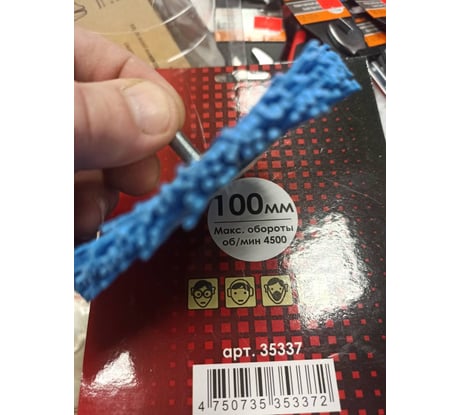 100мм
Макс. обороты
об/мин 4500
арт. 35337
4 750735 353372